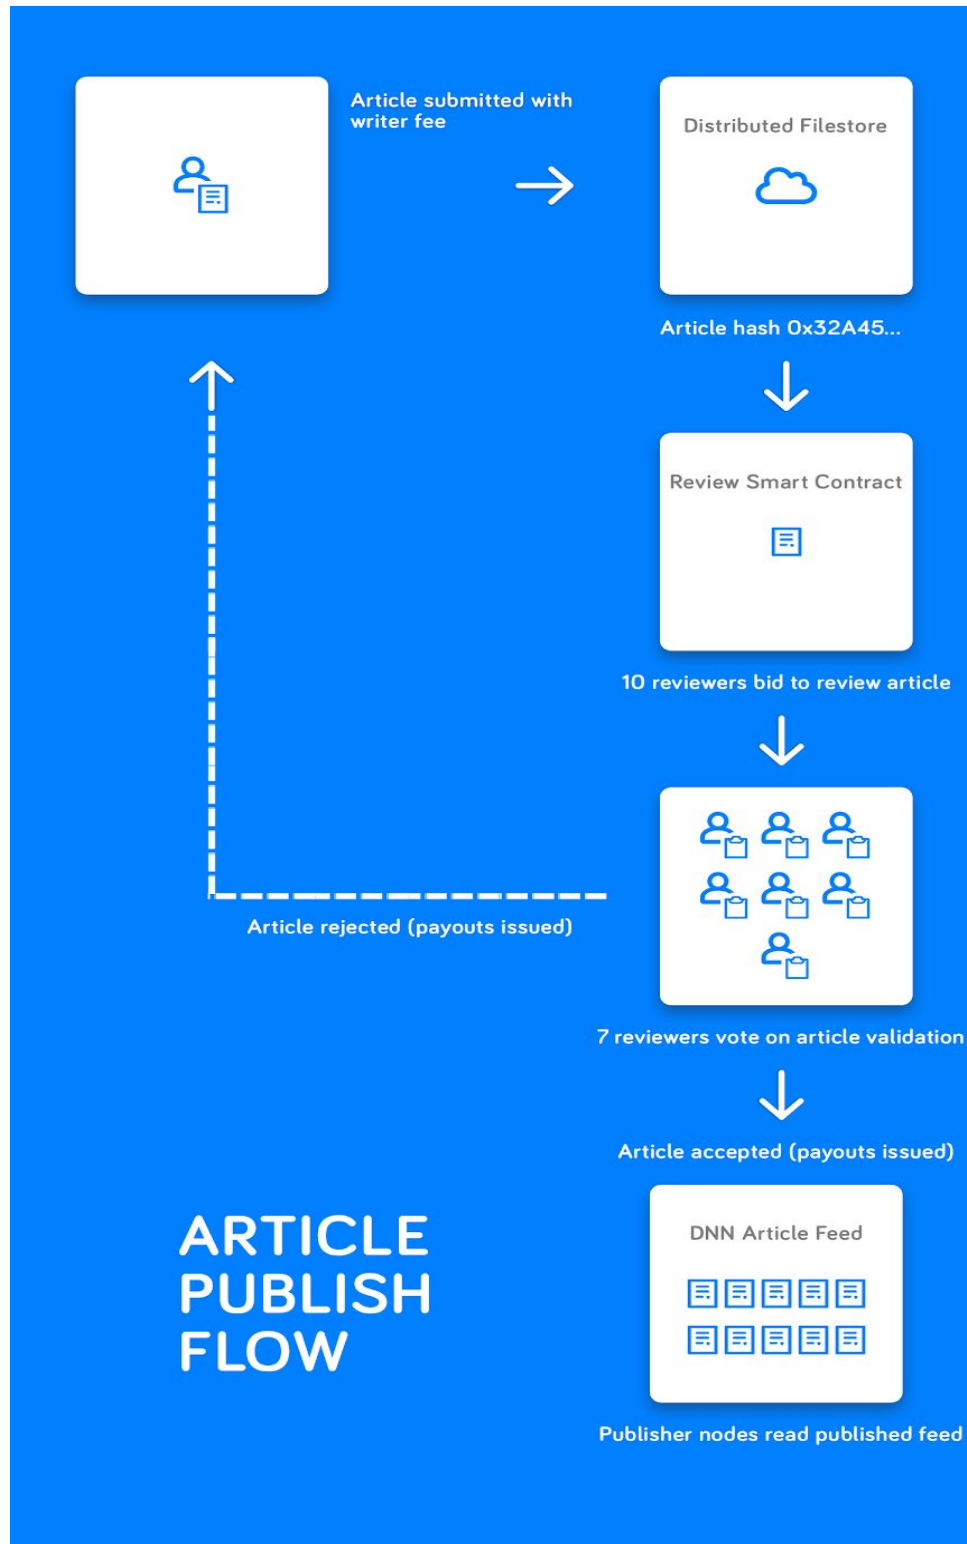 Article submitted with
writer fee
Distributed Filestore
Article hash 0x32A45...
Review Smart Contract
10 reviewers bid to review article
Article rejected (payouts issued)
7 reviewers vote on article validation
Article accepted (payouts issued)
ARTICLE
PUBLISH
FLOW
DNN Article Feed
Publisher nodes read published feed